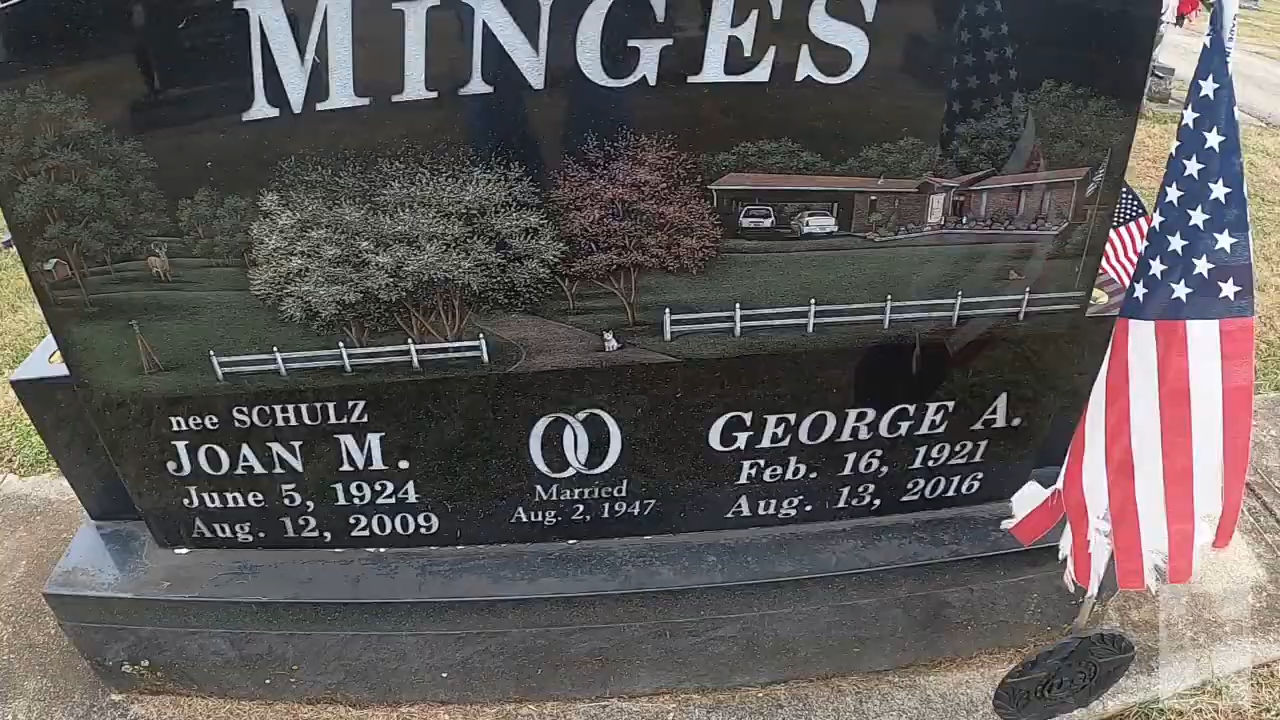 MINGES
nee SCHULZ
JOAN M.
June 5, 1924
Aug. 12, 2009
Married
Aug. 2, 1947
GEORGE A.
Feb. 16, 1921
Aug. 13, 2016